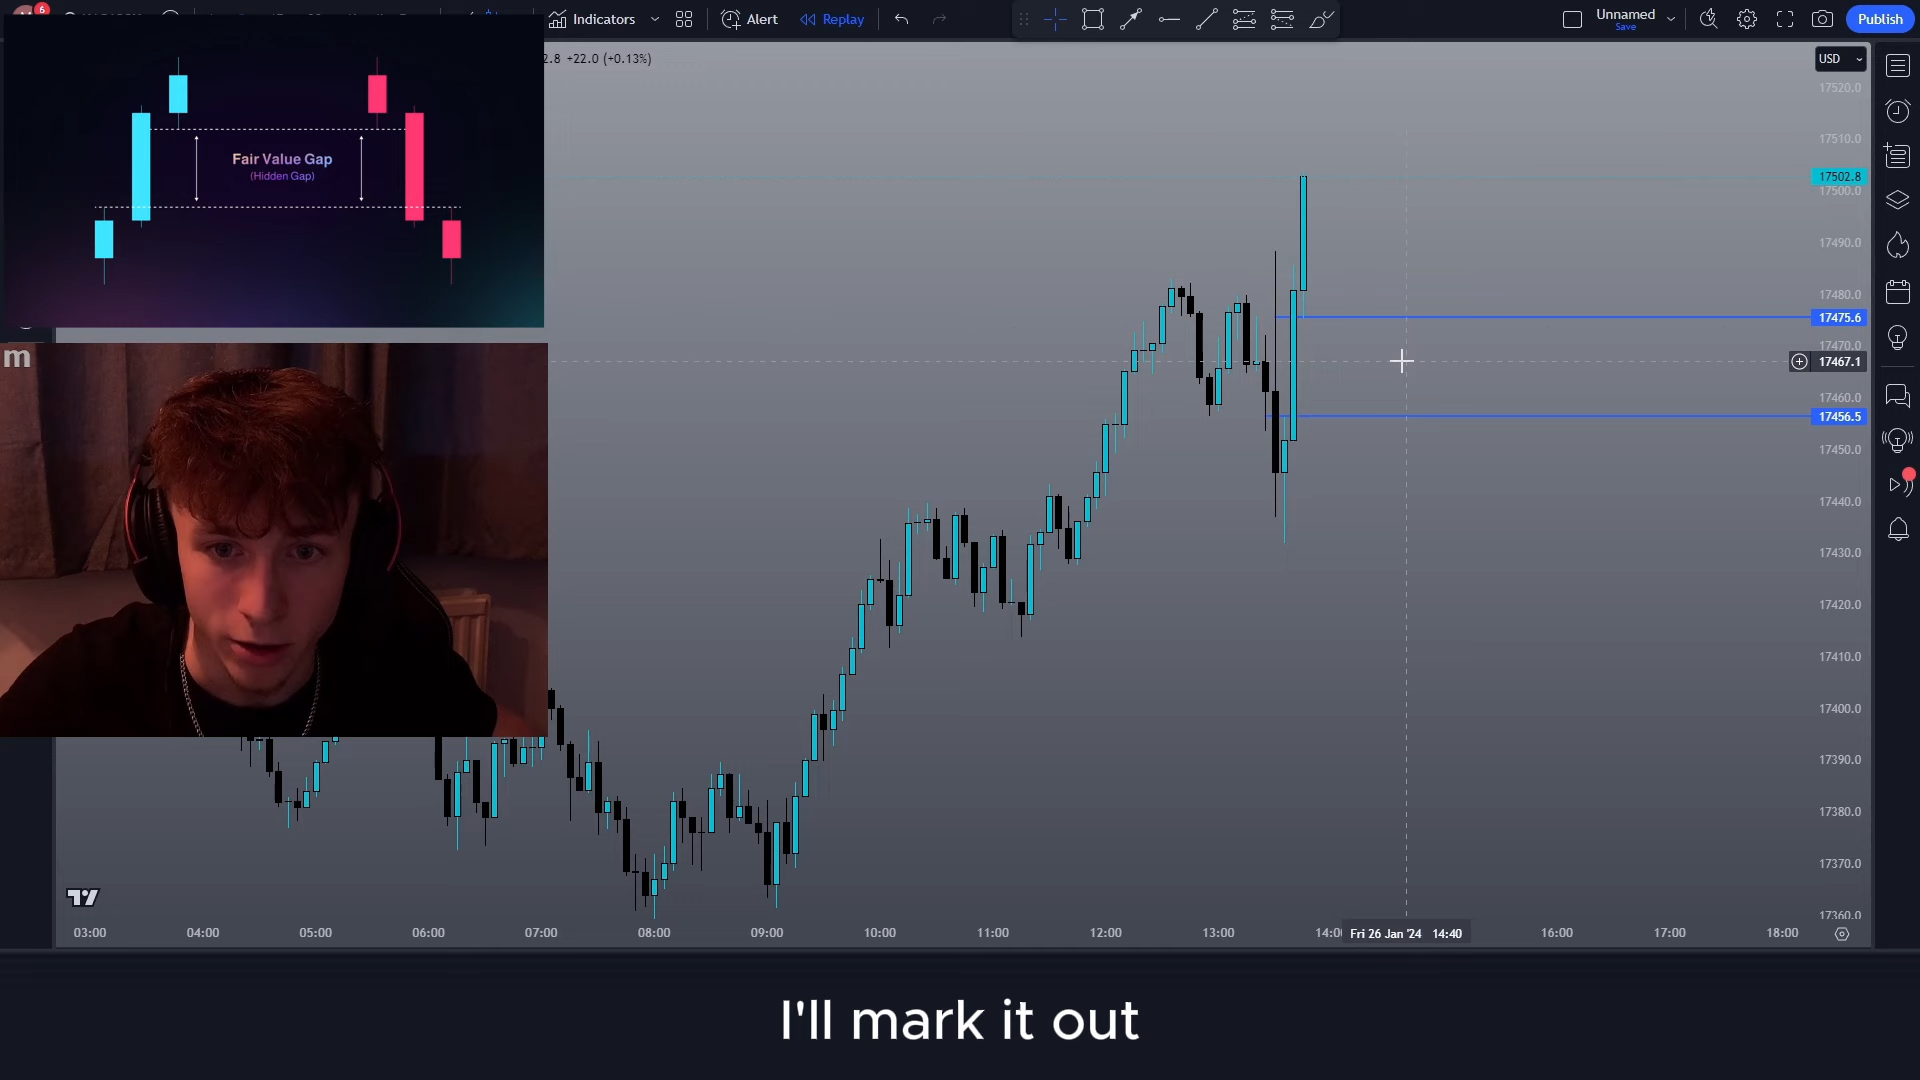 6
Indicators
Alert
Replay
Unnamed
Save
Publish
2.8 +22.0 (+0.13%)
USD
Fair Value Gap
(Hidden Gap)
17520.0
17510.0
17502.8
17500.0
17490.0
17480.0
17475.6
17470.0
17467.1
17460.0
17456.5
17450.0
17440.0
17430.0
17420.0
17410.0
17400.0
17390.0
17380.0
17370.0
17360.0
m
03:00 04:00 05:00 06:00 07:00 08:00 09:00 10:00 11:00 12:00 13:00 14:0 Fri 26 Jan '24 14:40 16:00 17:00 18:00
I'll mark it out